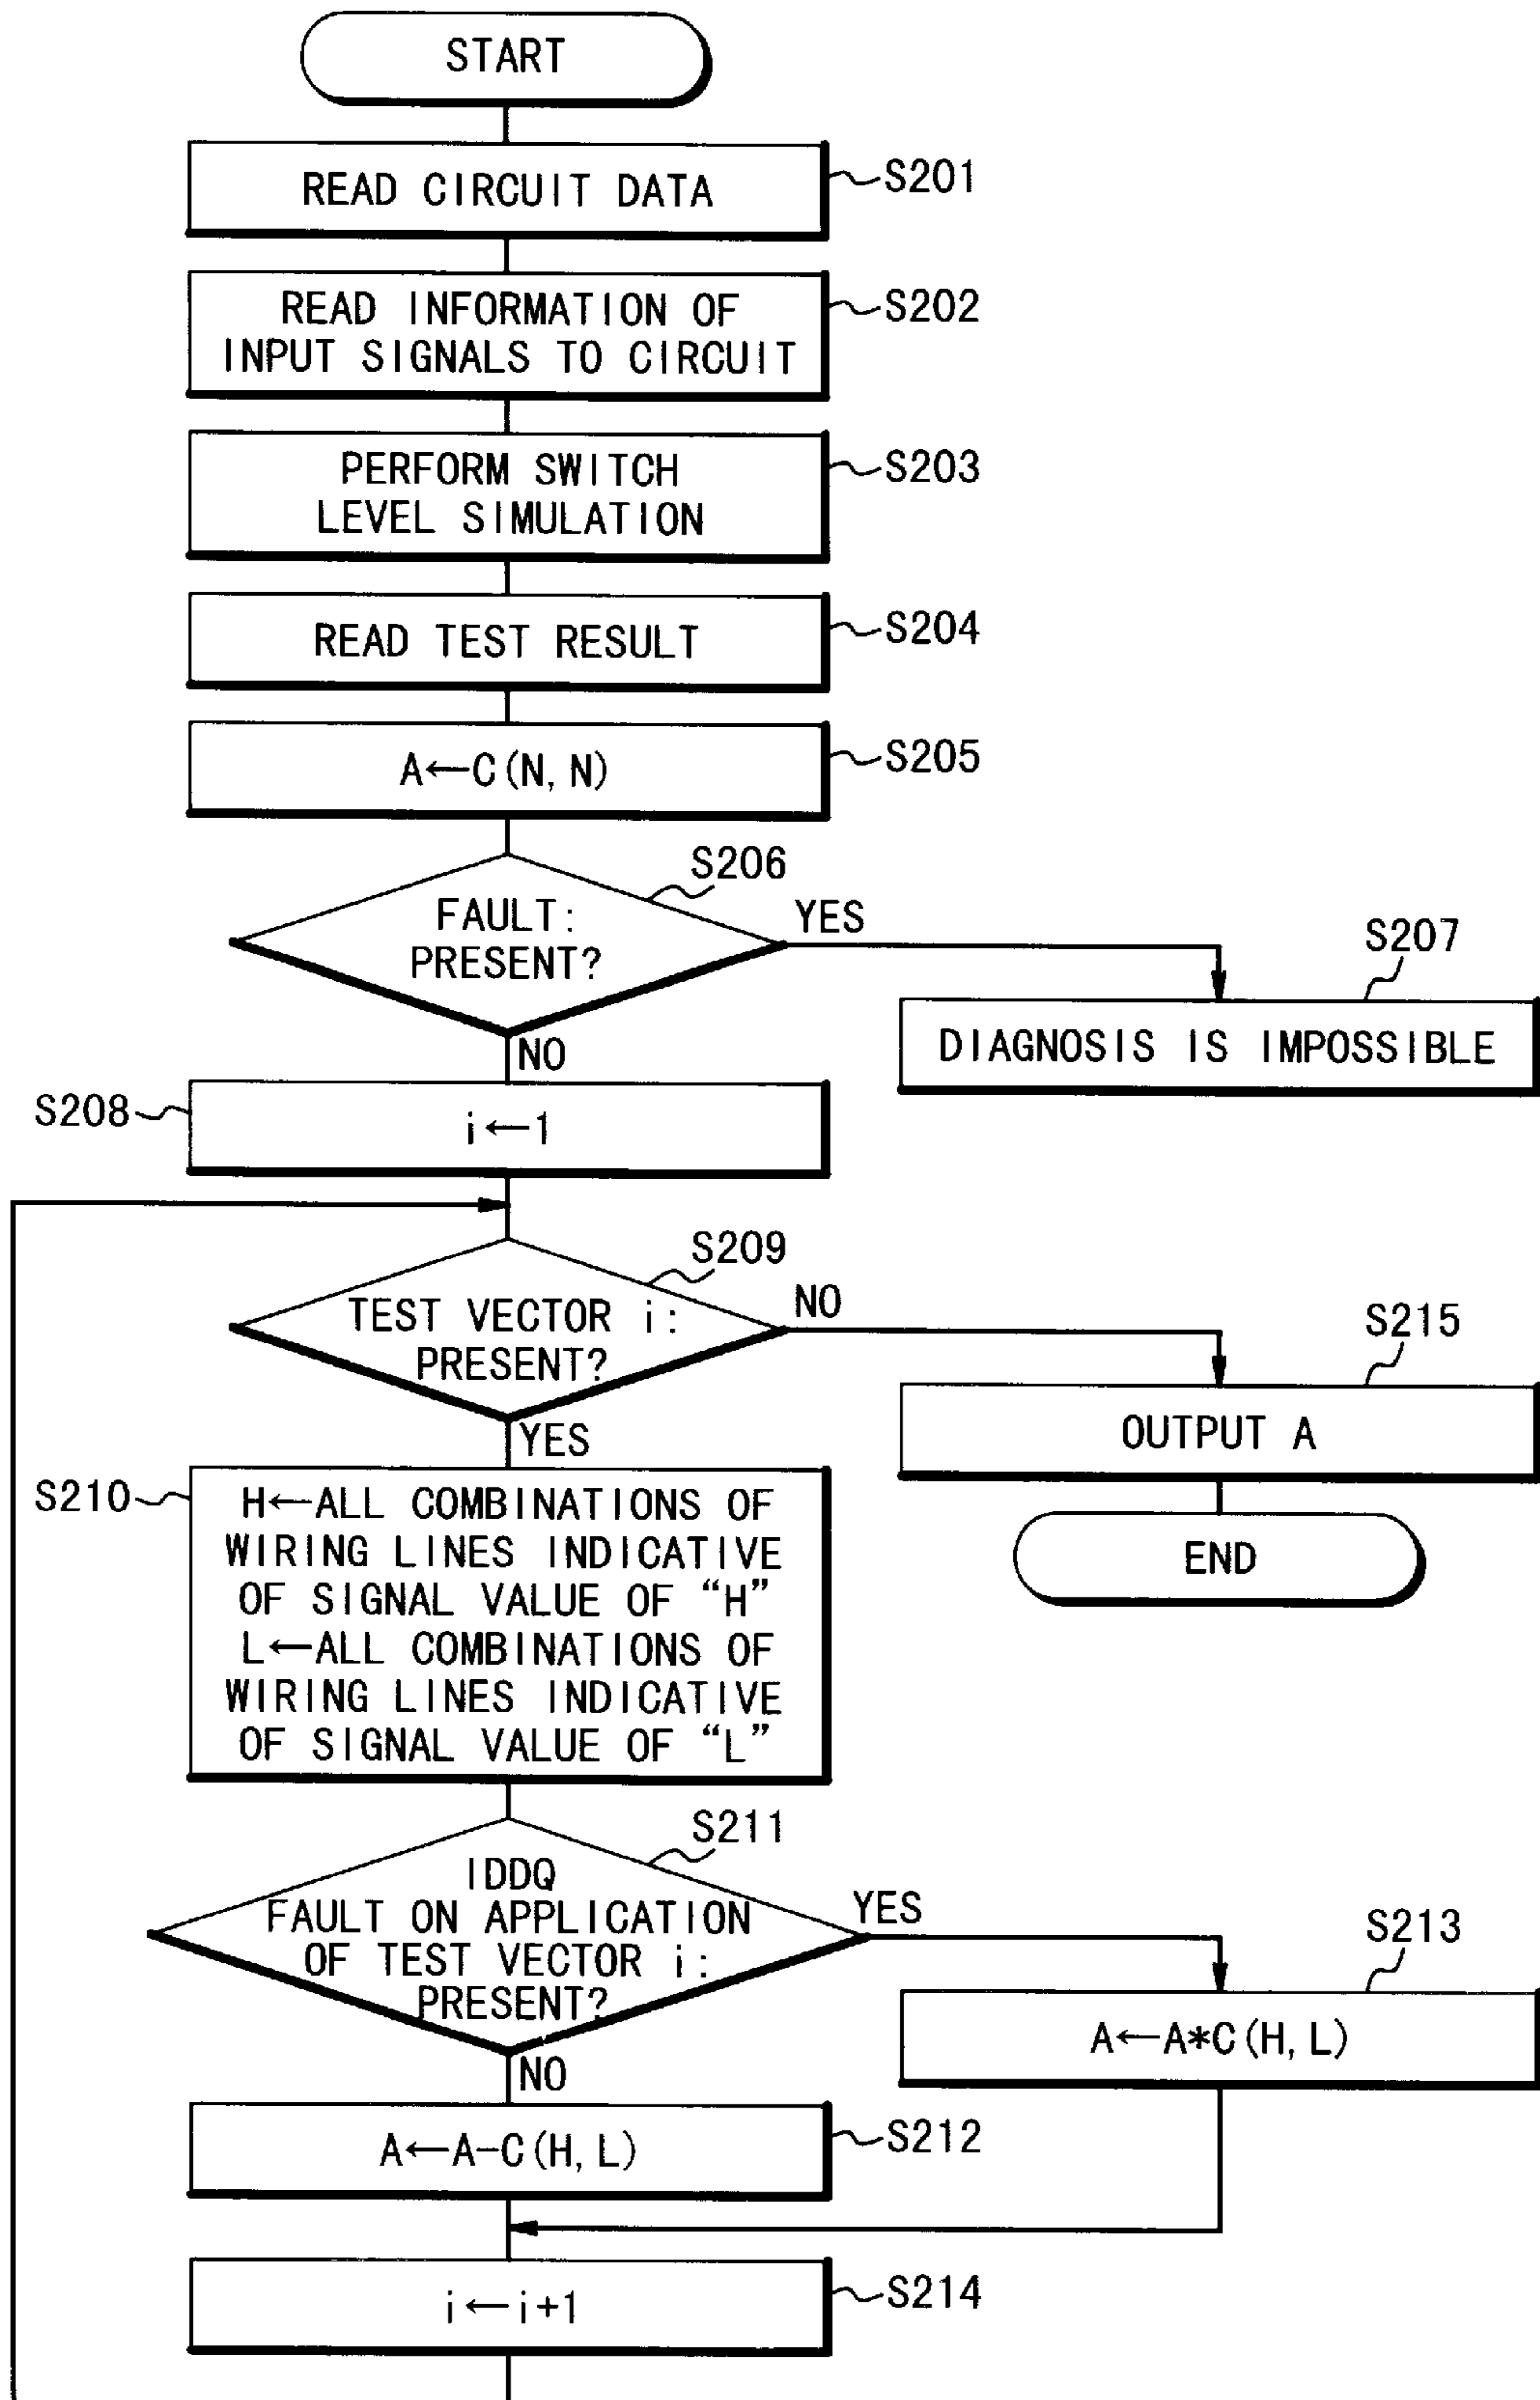 START
READ CIRCUIT DATA
S201
READ INFORMATION OF
INPUT SIGNALS TO CIRCUIT
S202
PERFORM SWITCH
LEVEL SIMULATION
S203
READ TEST RESULT
S204
A←C(N,N)
S205
S206
FAULT:
PRESENT?
YES
NO
S207
DIAGNOSIS IS IMPOSSIBLE
S208
i←1
S209
TEST VECTOR i:
PRESENT?
NO
YES
S215
OUTPUT A
END
S210
H←ALL COMBINATIONS OF
WIRING LINES INDICATIVE
OF SIGNAL VALUE OF “H”
L←ALL COMBINATIONS OF
WIRING LINES INDICATIVE
OF SIGNAL VALUE OF “L”
S211
IDDQ
FAULT ON APPLICATION
OF TEST VECTOR i:
PRESENT?
YES
NO
S213
A←A*C(H,L)
A←A-C(H,L)
S212
i←i+1
S214